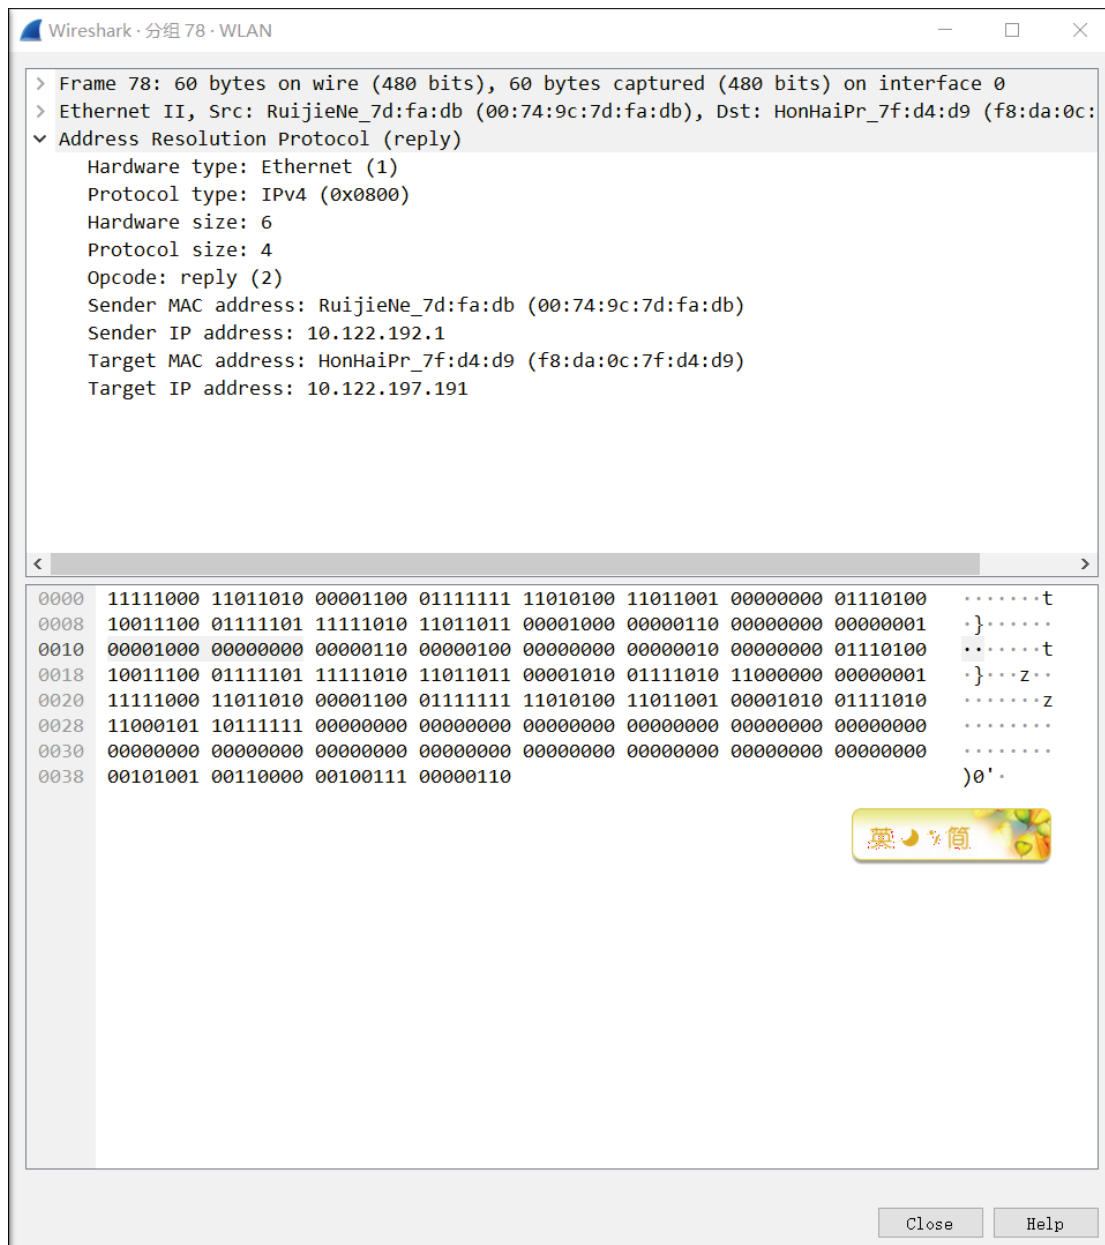 Wireshark · 分组 78 · WLAN
Frame 78: 60 bytes on wire (480 bits), 60 bytes captured (480 bits) on interface 0
Ethernet II, Src: RuijieNe_7d:fa:db (00:74:9c:7d:fa:db), Dst: HonHaiPr_7f:d4:d9 (f8:da:0c:
Address Resolution Protocol (reply)
Hardware type: Ethernet (1)
Protocol type: IPv4 (0x0800)
Hardware size: 6
Protocol size: 4
Opcode: reply (2)
Sender MAC address: RuijieNe_7d:fa:db (00:74:9c:7d:fa:db)
Sender IP address: 10.122.192.1
Target MAC address: HonHaiPr_7f:d4:d9 (f8:da:0c:7f:d4:d9)
Target IP address: 10.122.197.191
0000 11111000 11011010 00001100 01111111 11010100 11011001 00000000 01110100 ·······t
0008 10011100 01111101 11111010 11011011 00001000 00000110 00000000 00000001 ·}······
0010 00001000 00000000 00000110 00000100 00000000 00000010 00000000 01110100 ·······t
0018 10011100 01111101 11111010 11011011 00001010 01111010 11000000 00000001 ·}···z··
0020 11111000 11011010 00001100 01111111 11010100 11011001 00001010 01111010 ·······z
0028 11000101 10111111 00000000 00000000 00000000 00000000 00000000 00000000 ········
0030 00000000 00000000 00000000 00000000 00000000 00000000 00000000 00000000 ········
0038 00101001 00110000 00100111 00000110 )0'·
英 简
Close Help